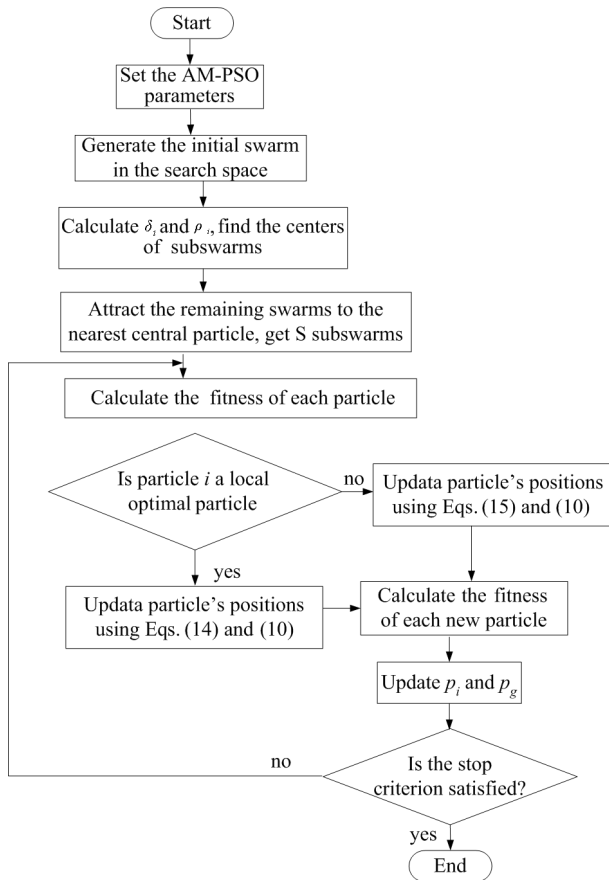 Start
Set the AM-PSO
parameters
Generate the initial swarm
in the search space
Calculate δᵢ and ρᵢ, find the centers
of subswarms
Attract the remaining swarms to the
nearest central particle, get S subswarms
Calculate the fitness of each particle
Is particle i a local
optimal particle
no
Updata particle's positions
using Eqs. (15) and (10)
yes
Updata particle's positions
using Eqs. (14) and (10)
Calculate the fitness
of each new particle
Update pᵢ and p_g
Is the stop
criterion satisfied?
no
yes
End